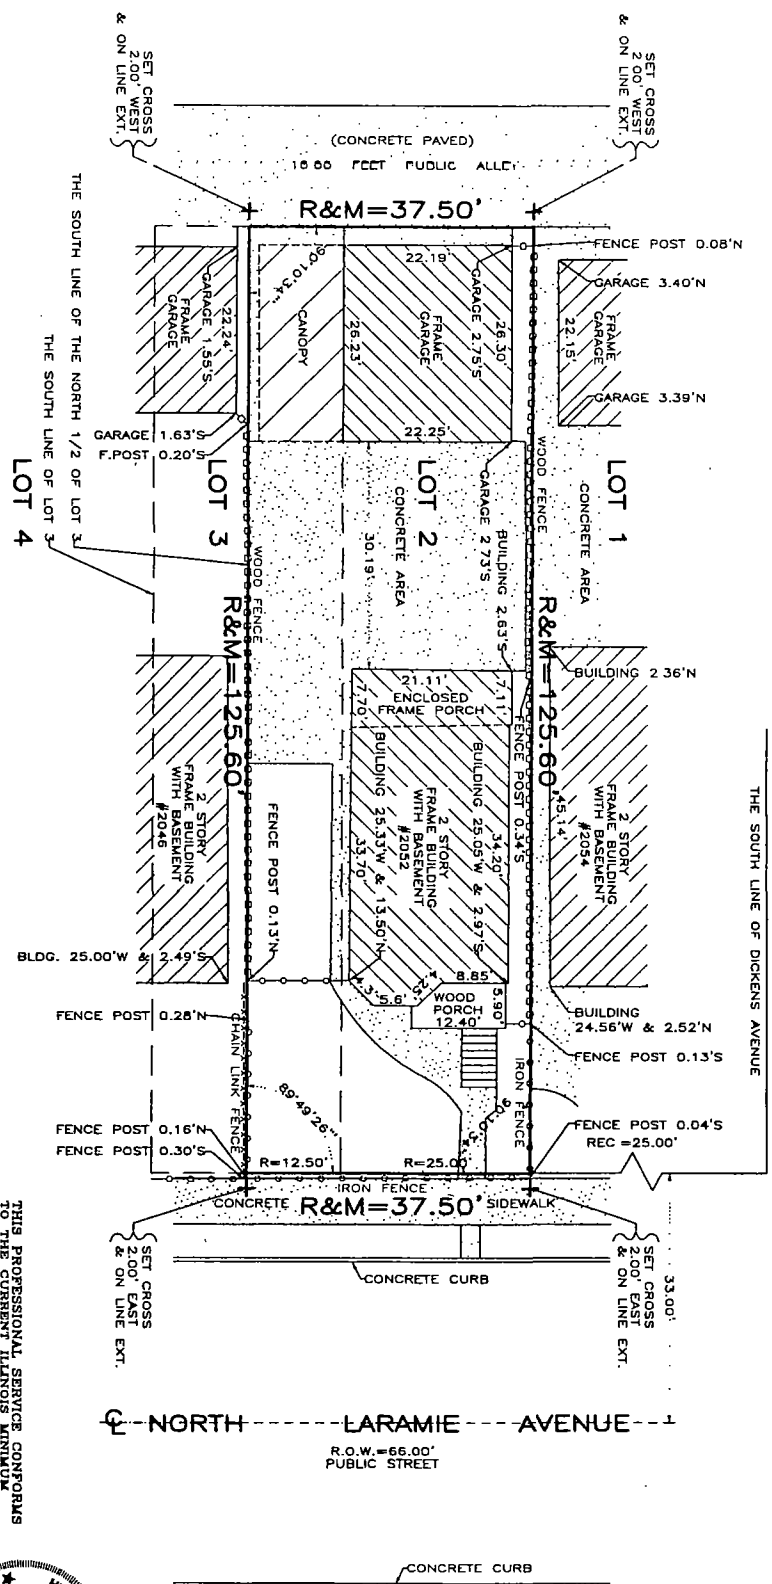 SET CROSS
2.00' WEST
& ON LINE EXT.
SET CROSS
2.00' WEST
& ON LINE EXT.
(CONCRETE PAVED)
FEET PUBLIC ALLEY
R&M=37.50'
FENCE POST 0.08'N
GARAGE 3.40'N
22.19'
90°10'34"
22.24'
GARAGE 1.55'S
FRAME
GARAGE
CANOPY
26.23'
FRAME
GARAGE
GARAGE 2.75'S
26.30'
22.15'
FRAME
GARAGE
GARAGE 3.39'N
22.25'
GARAGE 1.63'S
F.POST 0.20'S
THE SOUTH LINE OF THE NORTH 1/2 OF LOT 3
THE SOUTH LINE OF LOT 3
LOT 4
LOT 3
LOT 2
LOT 1
WOOD FENCE
CONCRETE AREA
CONCRETE AREA
GARAGE 2.73'S
BUILDING 2.63'S
30.19'
WOOD FENCE
R&M=125.60'
R&M=125.60'
BUILDING 2.36'N
21.11'
ENCLOSED
FRAME PORCH
7.70'
7.11'
FENCE POST 0.34'S
2 STORY
FRAME BUILDING
WITH BASEMENT
#2046
2 STORY
FRAME BUILDING
WITH BASEMENT
#2052
2 STORY
FRAME BUILDING
WITH BASEMENT
#2054
45.14'
34.20'
33.70'
BUILDING 25.33'W & 13.50'N
BUILDING 25.05'W & 2.97'S
FENCE POST 0.13'N
THE SOUTH LINE OF DICKENS AVENUE
BLDG. 25.00'W & 2.49'S
8.85'
4.3'
5.6'
4.25'
WOOD
PORCH
12.40'
5.90'
BUILDING
24.56'W & 2.52'N
FENCE POST 0.28'N
FENCE POST 0.13'S
CHAIN LINK FENCE
IRON FENCE
89°49'26"
FENCE POST 0.16'N
FENCE POST 0.30'S
FENCE POST 0.04'S
REC =25.00'
R=12.50'
R=25.00'
IRON FENCE
CONCRETE
R&M=37.50'
SIDEWALK
SET CROSS
2.00' EAST
& ON LINE EXT.
SET CROSS
2.00' EAST
& ON LINE EXT.
33.00'
CONCRETE CURB
NORTH LARAMIE AVENUE
R.O.W.=66.00'
PUBLIC STREET
THIS PROFESSIONAL SERVICE CONFORMS
TO THE CURRENT ILLINOIS MINIMUM
CONCRETE CURB